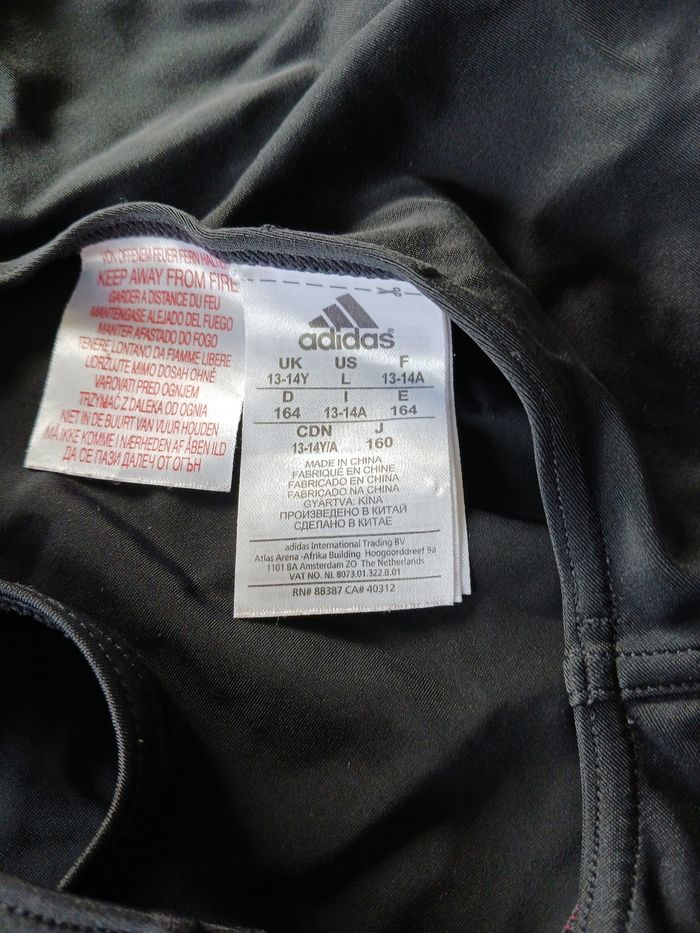 VON OFFENEM FEUER FERN HALTEN
KEEP AWAY FROM FIRE
GARDER A DISTANCE DU FEU
MANTENGASE ALEJADO DEL FUEGO
MANTER AFASTADO DO FOGO
TENERE LONTANO DA FIAMME LIBERE
UDRŽUJTE MIMO DOSAH OHNĚ
VAROVATI PRED OGNJEM
TRZYMAĆ Z DALEKA OD OGNIA
NIET IN DE BUURT VAN VUUR HOUDEN
MÅ IKKE KOMME I NÆRHEDEN AF ÅBEN ILD
ДА СЕ ПАЗИ ДАЛЕЧ ОТ ОГЪН
adidas®
UK US F
13-14Y L 13-14A
D I E
164 13-14A 164
CDN J
13-14Y/A 160
MADE IN CHINA
FABRIQUÉ EN CHINE
FABRICADO EN CHINA
FABRICADO NA CHINA
GYÁRTVA: KÍNA
ПРОИЗВЕДЕНО В КИТАЙ
СДЕЛАНО В КИТАЕ
adidas International Trading BV
Atlas Arena -Afrika Building Hoogoorddreef 9a
1101 BA Amsterdam ZO The Netherlands
VAT NO. NL 8073.01.322.B.01
RN# 88387 CA# 40312